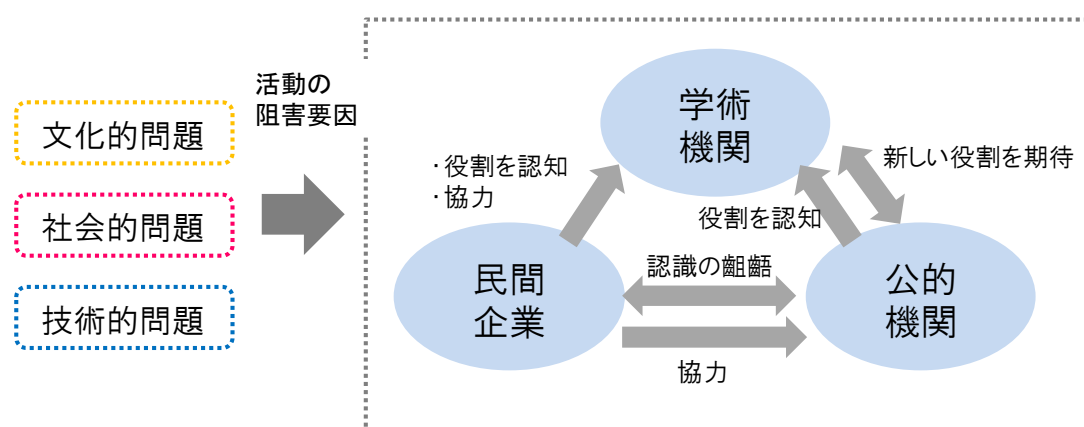 文化的問題
社会的問題
技術的問題
活動の
阻害要因
学術
機関
・役割を認知
・協力
新しい役割を期待
役割を認知
民間
企業
認識の齟齬
公的
機関
協力